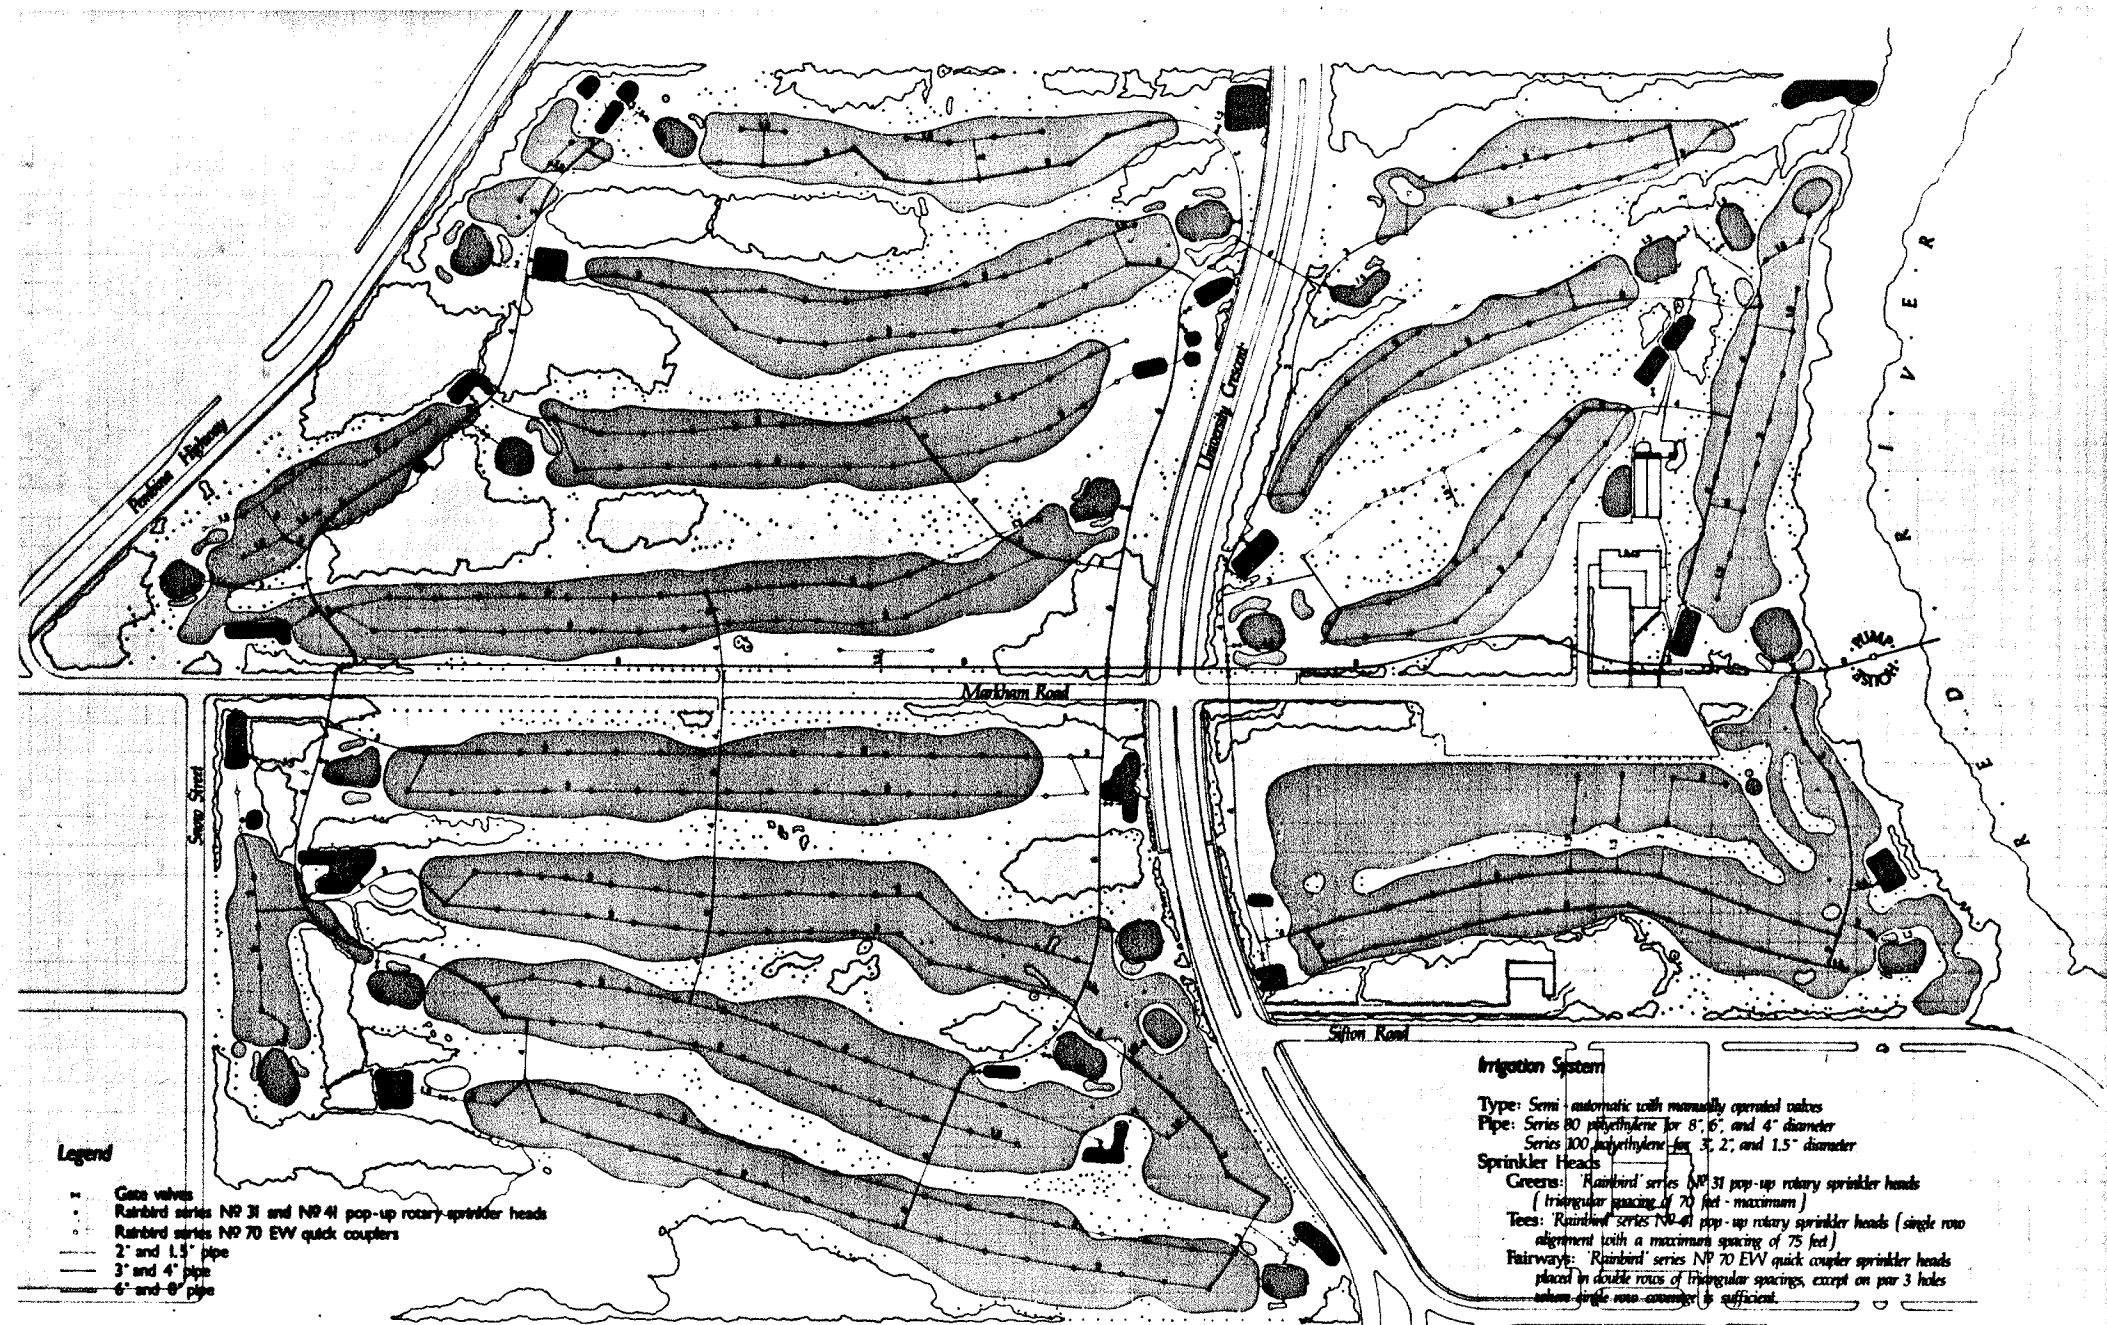 Pembina Highway
University Crescent
R I V E R
PUMP
HOUSE
Markham Road
Snow Street
R E D
Sifton Road
Irrigation System
Type: Semi-automatic with manually operated valves
Pipe: Series 80 polyethylene for 8", 6", and 4" diameter
Series 100 polyethylene for 3", 2", and 1.5" diameter
Sprinkler Heads
Greens: 'Rainbird' series Nº 31 pop-up rotary sprinkler heads
( triangular spacing of 70 feet - maximum )
Tees: 'Rainbird' series Nº 41 pop-up rotary sprinkler heads ( single row
alignment with a maximum spacing of 75 feet )
Fairways: 'Rainbird' series Nº 70 EW quick coupler sprinkler heads
placed in double rows of triangular spacings, except on par 3 holes
where single row coverage is sufficient.
Legend
Gate valves
Rainbird series Nº 31 and Nº 41 pop-up rotary-sprinkler heads
Rainbird series Nº 70 EW quick couplers
2" and 1.5" pipe
3" and 4" pipe
6" and 8" pipe